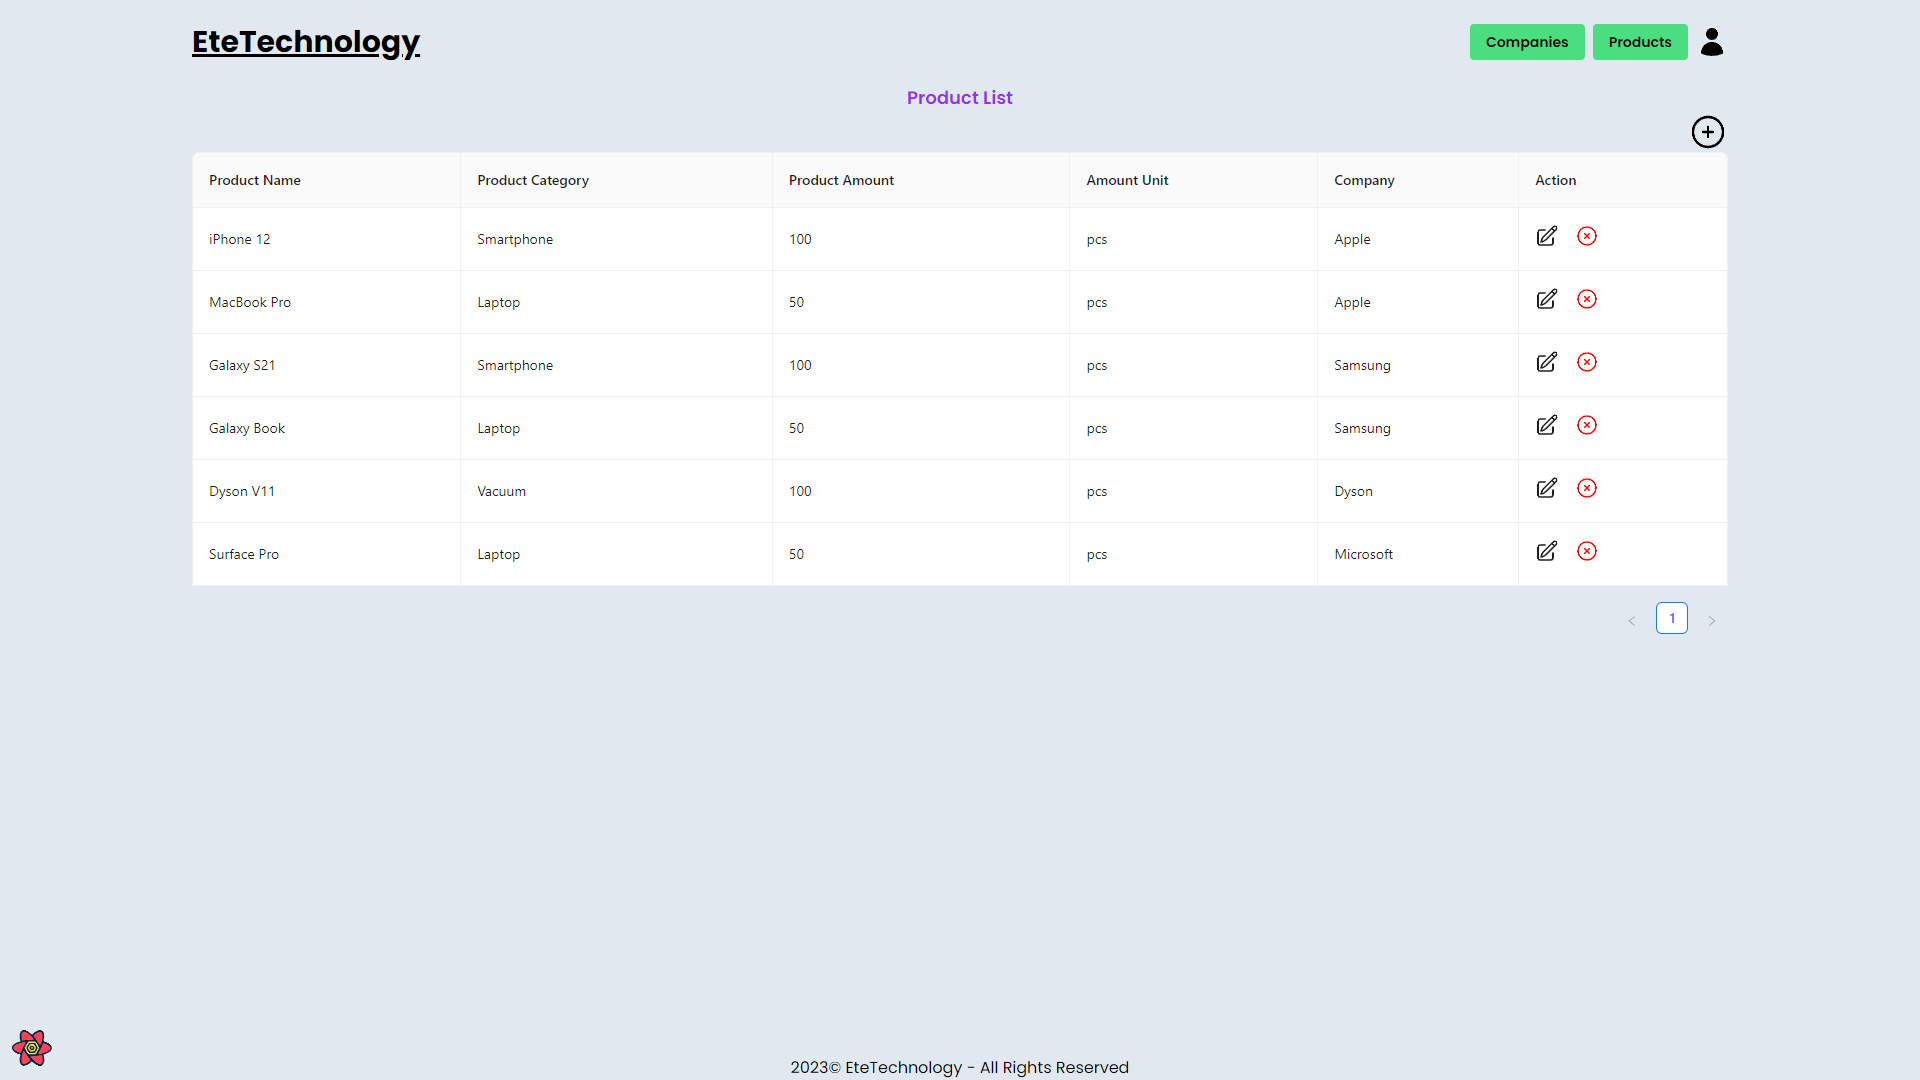 EteTechnology
Companies Products
Product List
Product Name Product Category Product Amount Amount Unit Company Action
iPhone 12 Smartphone 100 pcs Apple
MacBook Pro Laptop 50 pcs Apple
Galaxy S21 Smartphone 100 pcs Samsung
Galaxy Book Laptop 50 pcs Samsung
Dyson V11 Vacuum 100 pcs Dyson
Surface Pro Laptop 50 pcs Microsoft
< 1 >
2023© EteTechnology - All Rights Reserved